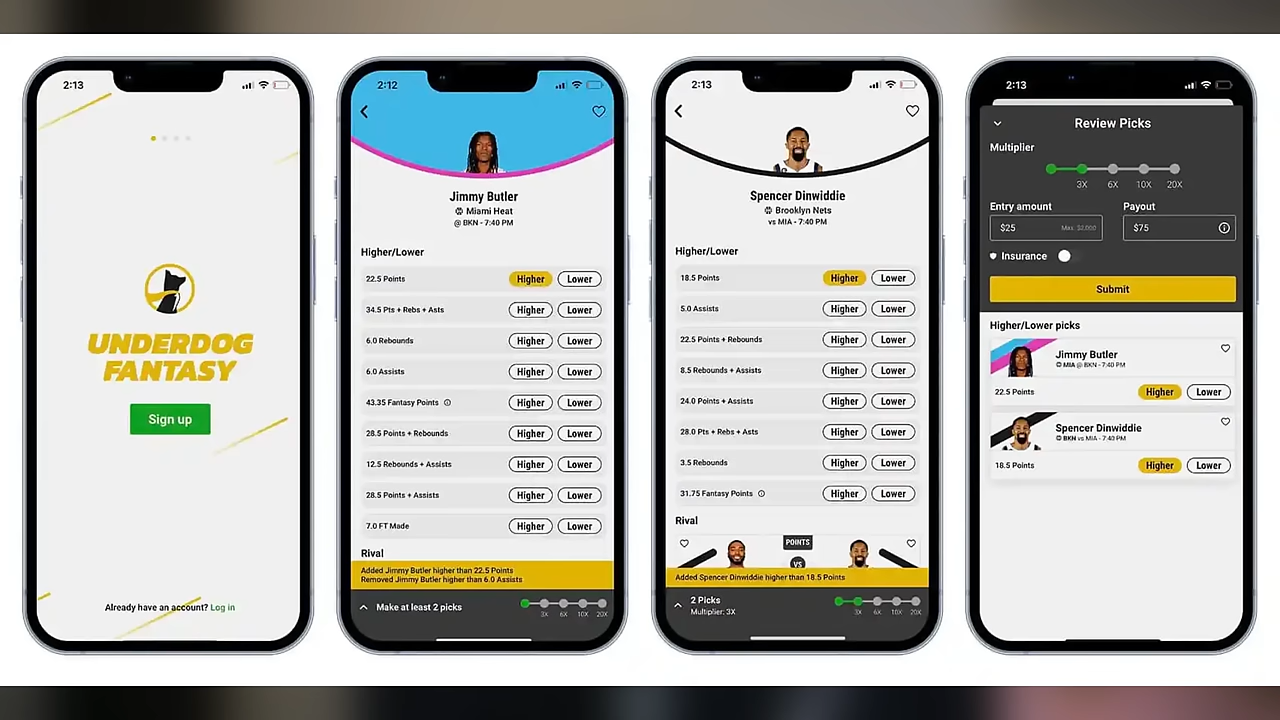 2:13
UNDERDOG
FANTASY
Sign up
Already have an account? Log in
2:12
Jimmy Butler
Miami Heat
@ BKN - 7:40 PM
Higher/Lower
22.5 Points Higher Lower
34.5 Pts + Rebs + Asts Higher Lower
6.0 Rebounds Higher Lower
6.0 Assists Higher Lower
43.35 Fantasy Points Higher Lower
28.5 Points + Rebounds Higher Lower
12.5 Rebounds + Assists Higher Lower
28.5 Points + Assists Higher Lower
7.0 FT Made Higher Lower
Rival
Added Jimmy Butler higher than 22.5 Points
Removed Jimmy Butler higher than 6.0 Assists
Make at least 2 picks
3X 6X 10X 20X
2:13
Spencer Dinwiddie
Brooklyn Nets
vs MIA - 7:40 PM
Higher/Lower
18.5 Points Higher Lower
5.0 Assists Higher Lower
22.5 Points + Rebounds Higher Lower
8.5 Rebounds + Assists Higher Lower
24.0 Points + Assists Higher Lower
28.0 Pts + Rebs + Asts Higher Lower
3.5 Rebounds Higher Lower
31.75 Fantasy Points Higher Lower
Rival
POINTS
VS
Added Spencer Dinwiddie higher than 18.5 Points
2 Picks
Multiplier: 3X
3X 6X 10X 20X
2:13
Review Picks
Multiplier
3X 6X 10X 20X
Entry amount Payout
$25 Max: $2,000 $75
Insurance
Submit
Higher/Lower picks
Jimmy Butler
MIA @ BKN - 7:40 PM
22.5 Points Higher Lower
Spencer Dinwiddie
BKN vs MIA - 7:40 PM
18.5 Points Higher Lower